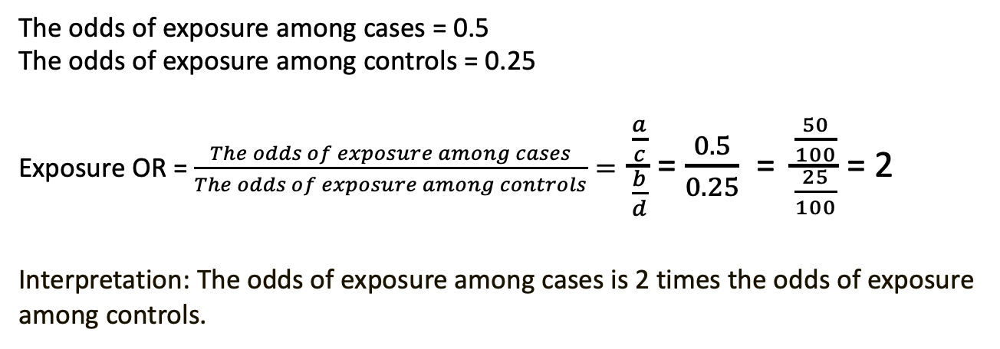 The odds of exposure among cases = 0.5
The odds of exposure among controls = 0.25
Exposure OR = \frac{The odds of exposure among cases}{The odds of exposure among controls} = \frac{\frac{a}{c}}{\frac{b}{d}} = \frac{0.5}{0.25} = \frac{\frac{50}{100}}{\frac{25}{100}} = 2
Interpretation: The odds of exposure among cases is 2 times the odds of exposure
among controls.